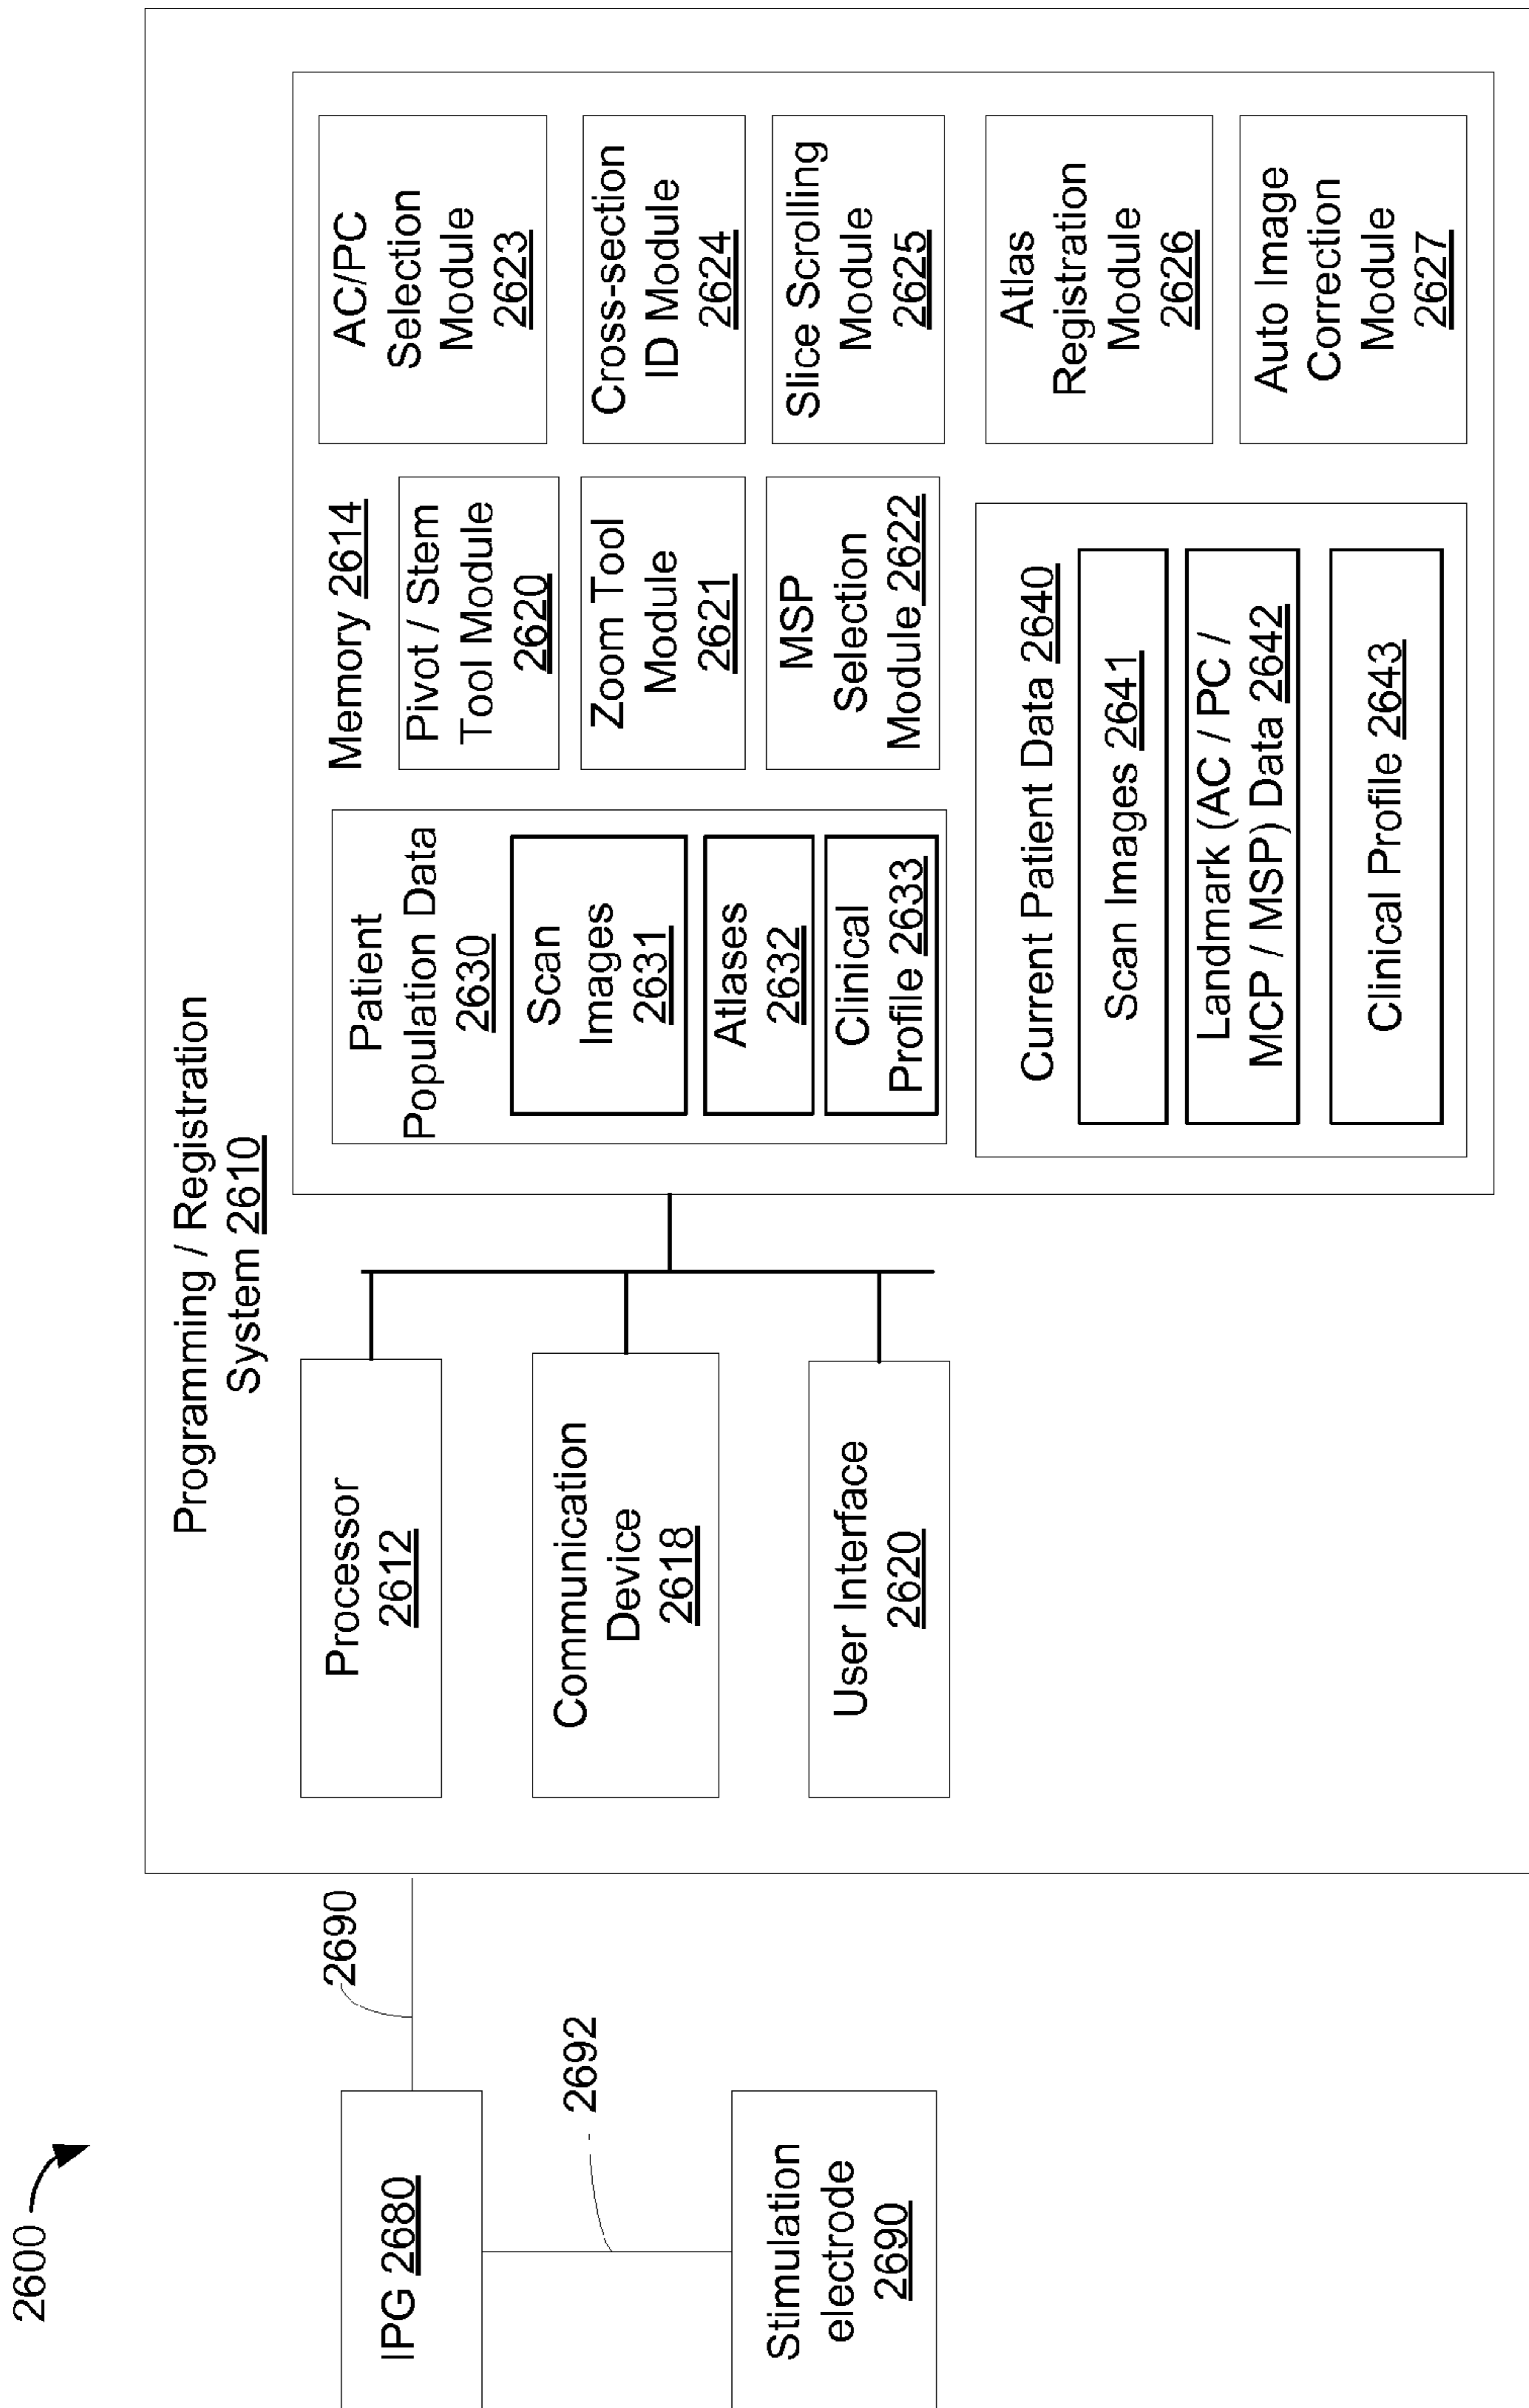 2600
Programming / Registration
System 2610
IPG 2680
2690
2692
Stimulation
electrode
2690
Processor
2612
Communication
Device
2618
User Interface
2620
Memory 2614
Patient
Population Data
2630
Scan
Images
2631
Atlases
2632
Clinical
Profile 2633
Pivot / Stem
Tool Module
2620
Zoom Tool
Module
2621
MSP
Selection
Module 2622
AC/PC
Selection
Module
2623
Cross-section
ID Module
2624
Slice Scrolling
Module
2625
Current Patient Data 2640
Scan Images 2641
Landmark (AC / PC /
MCP / MSP) Data 2642
Clinical Profile 2643
Atlas
Registration
Module
2626
Auto Image
Correction
Module
2627